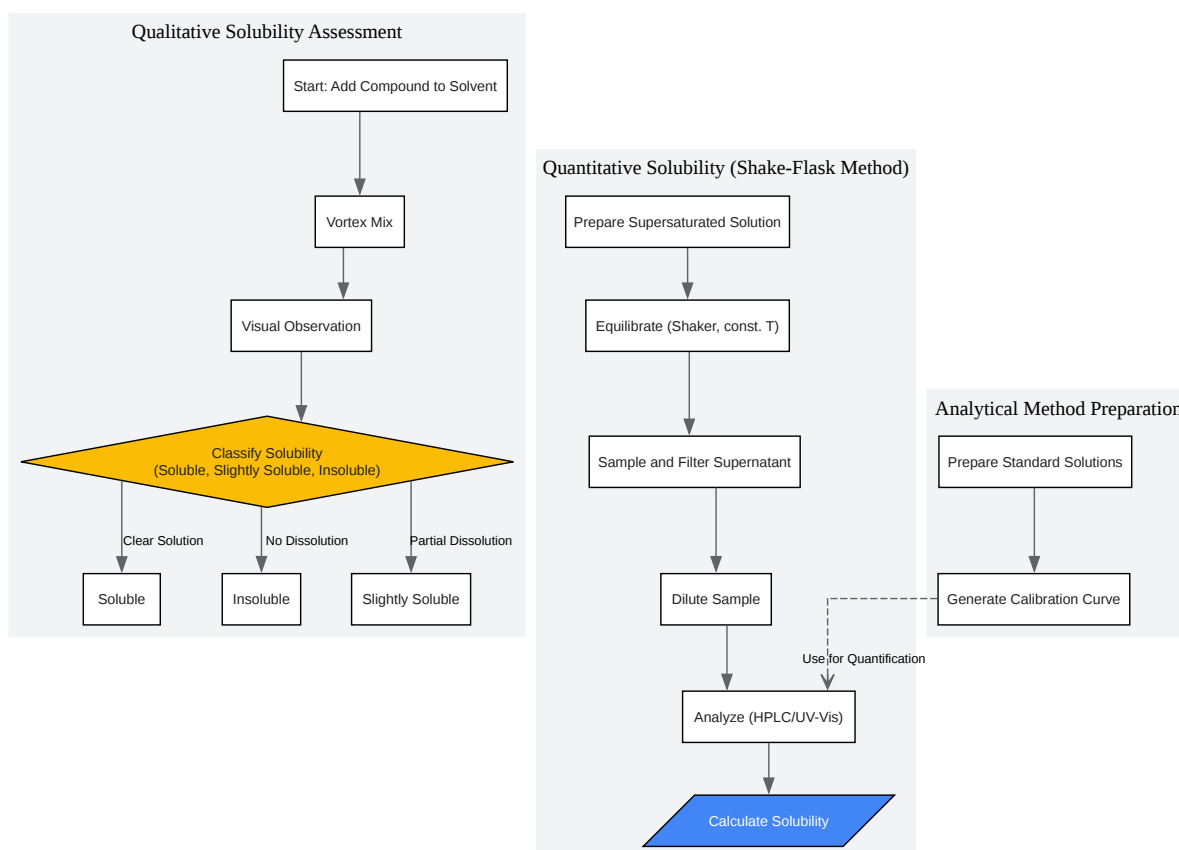 Qualitative Solubility Assessment
Start: Add Compound to Solvent
Vortex Mix
Visual Observation
Classify Solubility
(Soluble, Slightly Soluble, Insoluble)
Clear Solution
No Dissolution
Partial Dissolution
Soluble
Insoluble
Slightly Soluble
Quantitative Solubility (Shake-Flask Method)
Prepare Supersaturated Solution
Equilibrate (Shaker, const. T)
Sample and Filter Supernatant
Dilute Sample
Use for Quantification
Analyze (HPLC/UV-Vis)
Calculate Solubility
Analytical Method Preparation
Prepare Standard Solutions
Generate Calibration Curve